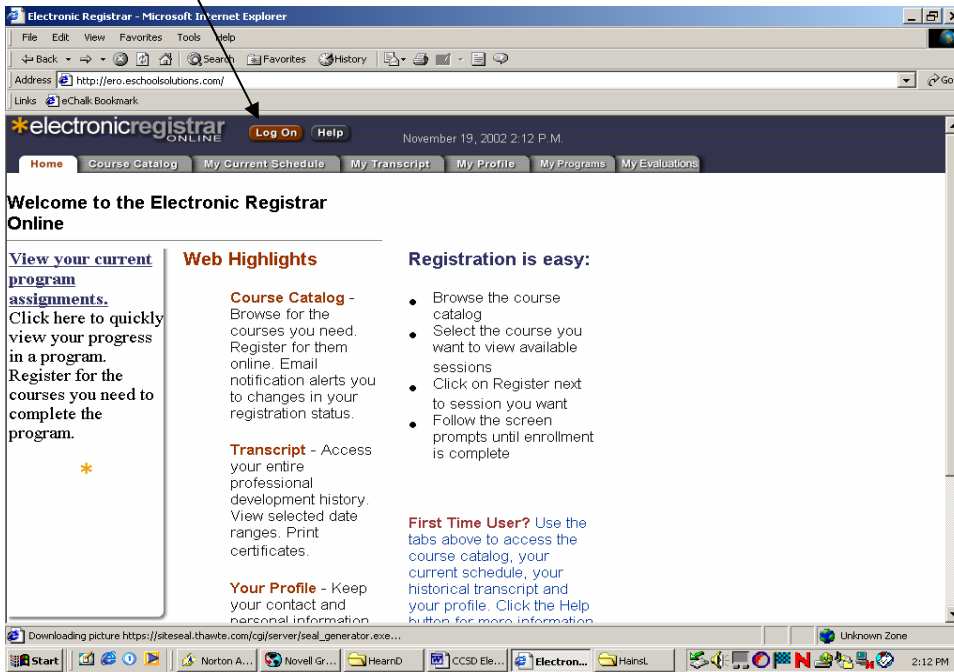 Electronic Registrar - Microsoft Internet Explorer
File Edit View Favorites Tools Help
Back Search Favorites History
Address http://ero.eschoolsolutions.com/ Go
Links eChalk Bookmark
*electronicregistrar
ONLINE
Log On Help
November 19, 2002 2:12 P.M.
Home Course Catalog My Current Schedule My Transcript My Profile My Programs My Evaluations
Welcome to the Electronic Registrar
Online
View your current
program
assignments.
Click here to quickly
view your progress
in a program.
Register for the
courses you need to
complete the
program.
*
Web Highlights
Course Catalog -
Browse for the
courses you need.
Register for them
online. Email
notification alerts you
to changes in your
registration status.
Transcript - Access
your entire
professional
development history.
View selected date
ranges. Print
certificates.
Your Profile - Keep
your contact and
personal information
Registration is easy:
• Browse the course
catalog
• Select the course you
want to view available
sessions
• Click on Register next
to session you want
• Follow the screen
prompts until enrollment
is complete
First Time User? Use the
tabs above to access the
course catalog, your
current schedule, your
historical transcript and
your profile. Click the Help
button for more information
Downloading picture https://siteseal.thawte.com/cgi/server/seal_generator.exe... Unknown Zone
Start Norton A... Novell Gr... HearnD CCSD Ele... Electron... HainsL 2:12 PM